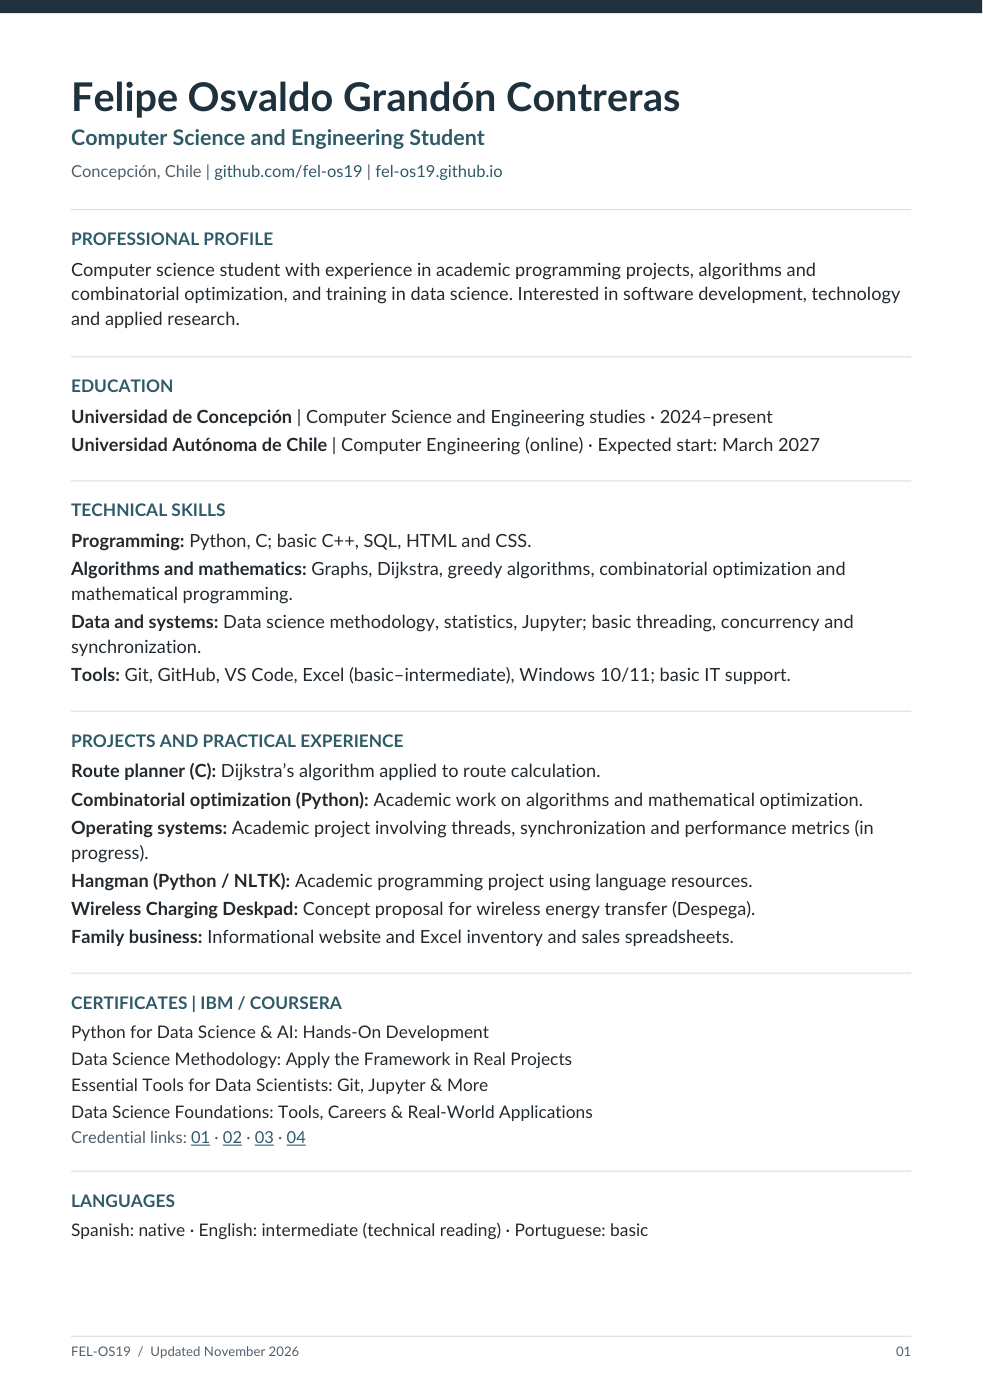 Felipe Osvaldo Grandón Contreras
Computer Science and Engineering Student
Concepción, Chile | github.com/fel-os19 | fel-os19.github.io
PROFESSIONAL PROFILE
Computer science student with experience in academic programming projects, algorithms and
combinatorial optimization, and training in data science. Interested in software development, technology
and applied research.
EDUCATION
Universidad de Concepción | Computer Science and Engineering studies · 2024–present
Universidad Autónoma de Chile | Computer Engineering (online) · Expected start: March 2027
TECHNICAL SKILLS
Programming: Python, C; basic C++, SQL, HTML and CSS.
Algorithms and mathematics: Graphs, Dijkstra, greedy algorithms, combinatorial optimization and
mathematical programming.
Data and systems: Data science methodology, statistics, Jupyter; basic threading, concurrency and
synchronization.
Tools: Git, GitHub, VS Code, Excel (basic–intermediate), Windows 10/11; basic IT support.
PROJECTS AND PRACTICAL EXPERIENCE
Route planner (C): Dijkstra’s algorithm applied to route calculation.
Combinatorial optimization (Python): Academic work on algorithms and mathematical optimization.
Operating systems: Academic project involving threads, synchronization and performance metrics (in
progress).
Hangman (Python / NLTK): Academic programming project using language resources.
Wireless Charging Deskpad: Concept proposal for wireless energy transfer (Despega).
Family business: Informational website and Excel inventory and sales spreadsheets.
CERTIFICATES | IBM / COURSERA
Python for Data Science & AI: Hands-On Development
Data Science Methodology: Apply the Framework in Real Projects
Essential Tools for Data Scientists: Git, Jupyter & More
Data Science Foundations: Tools, Careers & Real-World Applications
Credential links: 01 · 02 · 03 · 04
LANGUAGES
Spanish: native · English: intermediate (technical reading) · Portuguese: basic
FEL-OS19 / Updated November 2026
01